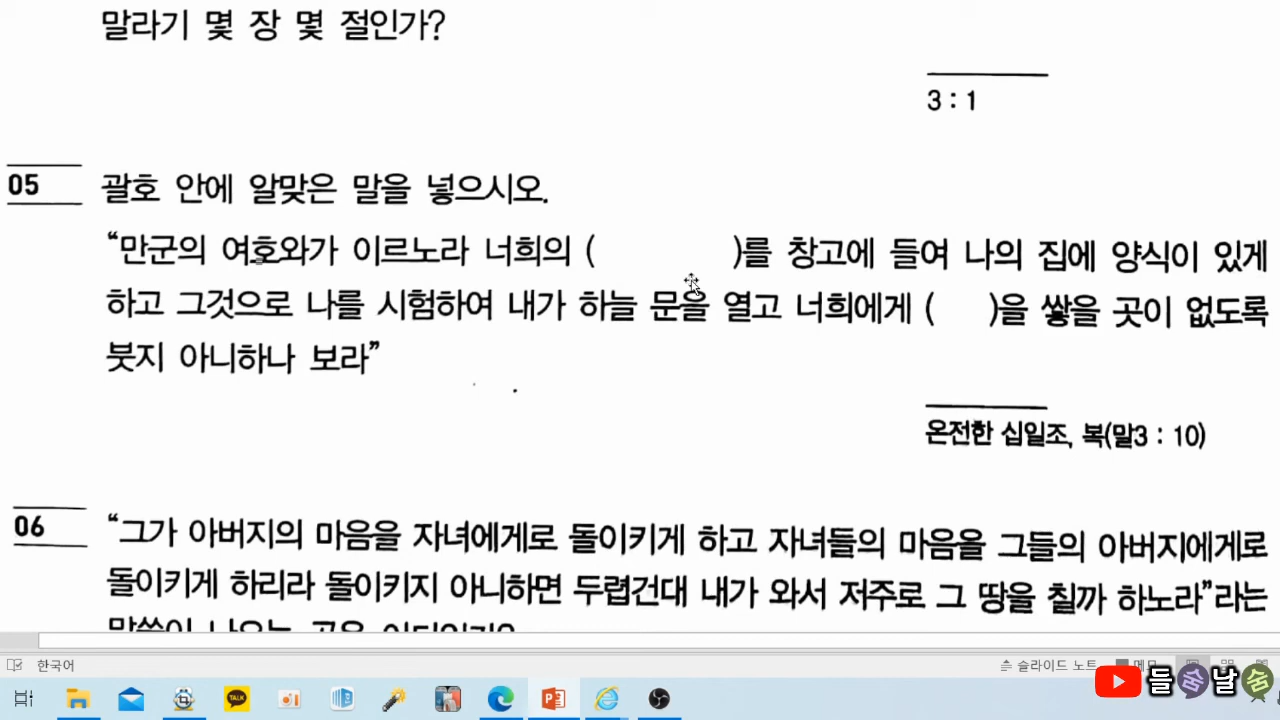 말라기 몇 장 몇 절인가?
3 : 1
05 괄호 안에 알맞은 말을 넣으시오.
“만군의 여호와가 이르노라 너희의 ( )를 창고에 들여 나의 집에 양식이 있게
하고 그것으로 나를 시험하여 내가 하늘 문을 열고 너희에게 ( )을 쌓을 곳이 없도록
붓지 아니하나 보라”
온전한 십일조, 복(말3 : 10)
06 “그가 아버지의 마음을 자녀에게로 돌이키게 하고 자녀들의 마음을 그들의 아버지에게로
돌이키게 하리라 돌이키지 아니하면 두렵건대 내가 와서 저주로 그 땅을 칠까 하노라”라는
한국어 슬라이드 노트 메모
TALK
들숨날숨